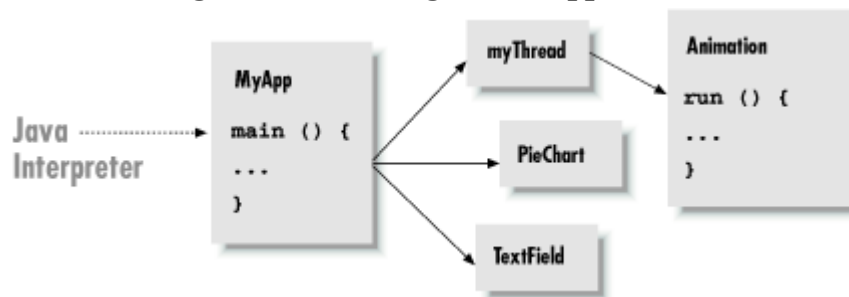 Java
Interpreter
MyApp
main () {
...
}
myThread
PieChart
TextField
Animation
run () {
...
}